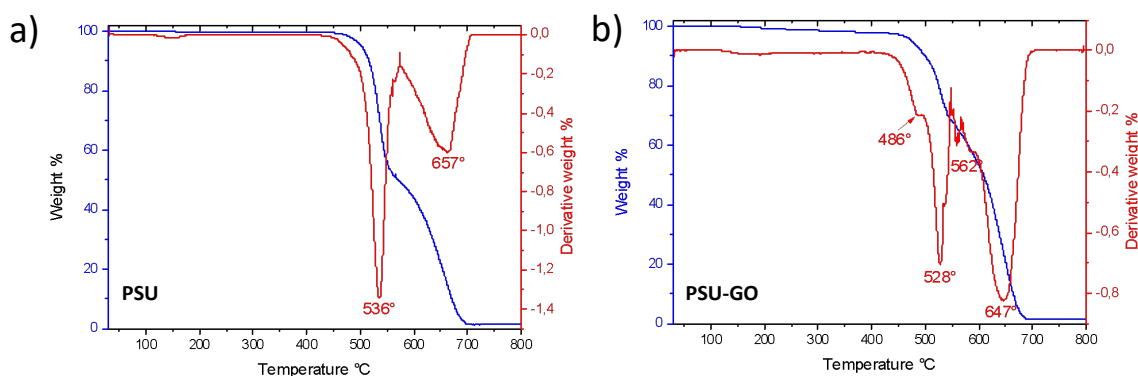 a)
100
80
60
40
20
0
Weight %
100 200 300 400 500 600 700 800
Temperature °C
0,0
-0,2
-0,4
-0,6
-0,8
-1,0
-1,2
-1,4
Derivative weight %
657°
536°
PSU
b)
100
80
60
40
20
0
Weight %
100 200 300 400 500 600 700 800
Temperature °C
0,0
-0,2
-0,4
-0,6
-0,8
Derivative weight %
486°
562°
528°
647°
PSU-GO